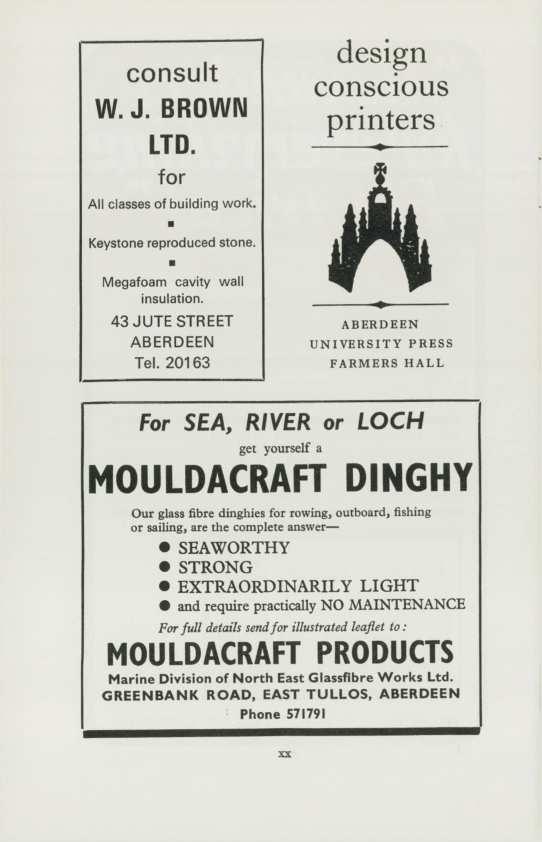 consult
W. J. BROWN
LTD.
for
All classes of building work.
Keystone reproduced stone.
Megafoam cavity wall
insulation.
43 JUTE STREET
ABERDEEN
Tel. 20163
design
conscious
printers
ABERDEEN
UNIVERSITY PRESS
FARMERS HALL
For SEA, RIVER or LOCH
get yourself a
MOULDACRAFT DINGHY
Our glass fibre dinghies for rowing, outboard, fishing
or sailing, are the complete answer—
● SEAWORTHY
● STRONG
● EXTRAORDINARILY LIGHT
● and require practically NO MAINTENANCE
For full details send for illustrated leaflet to :
MOULDACRAFT PRODUCTS
Marine Division of North East Glassfibre Works Ltd.
GREENBANK ROAD, EAST TULLOS, ABERDEEN
Phone 571791
xx